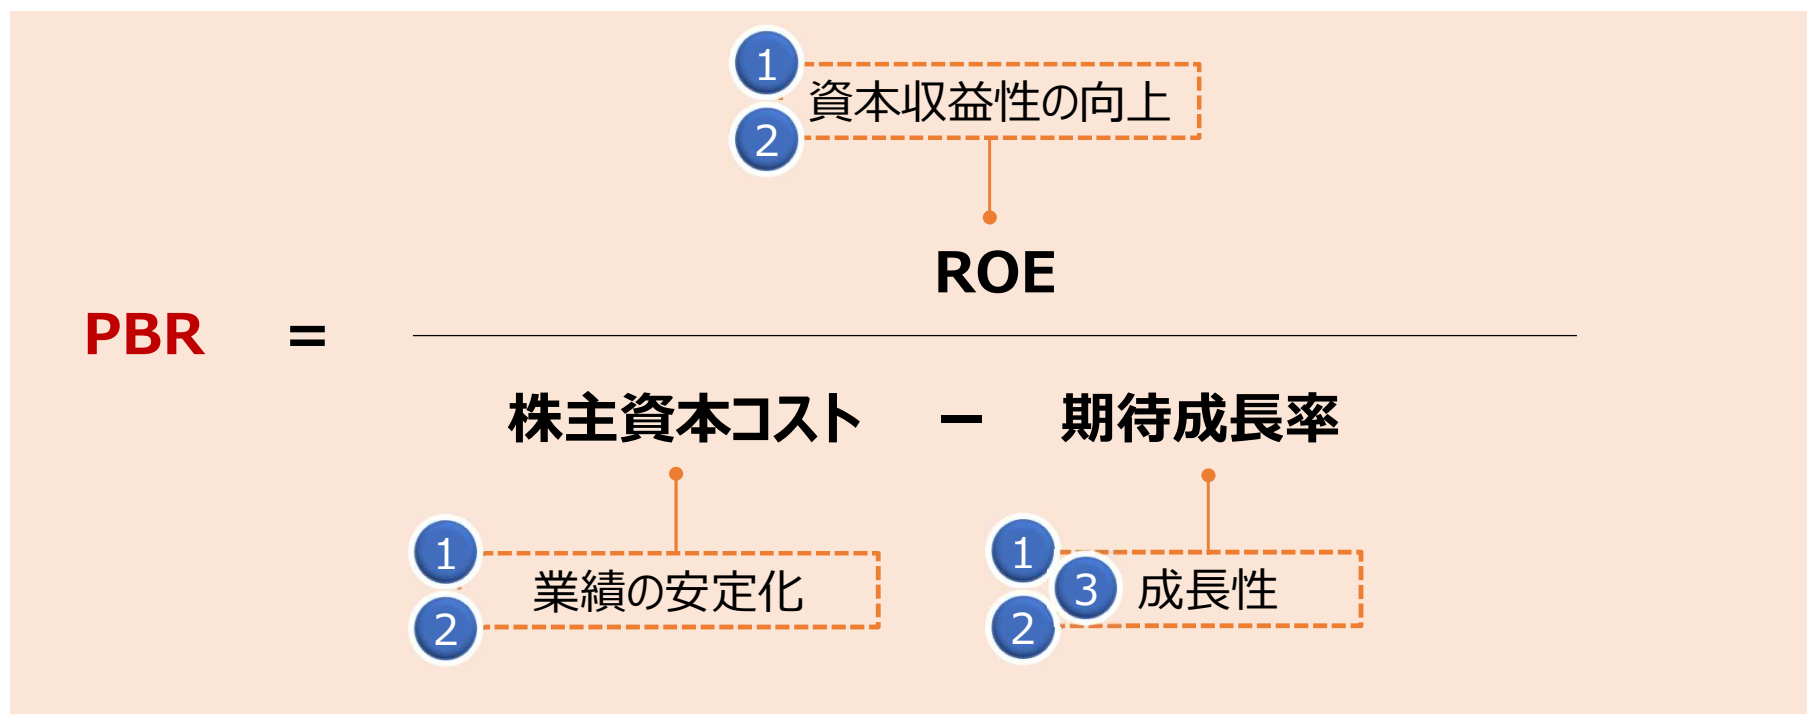 1
2
資本収益性の向上
ROE
PBR =
株主資本コスト － 期待成長率
1
2
業績の安定化
1
2
3
成長性